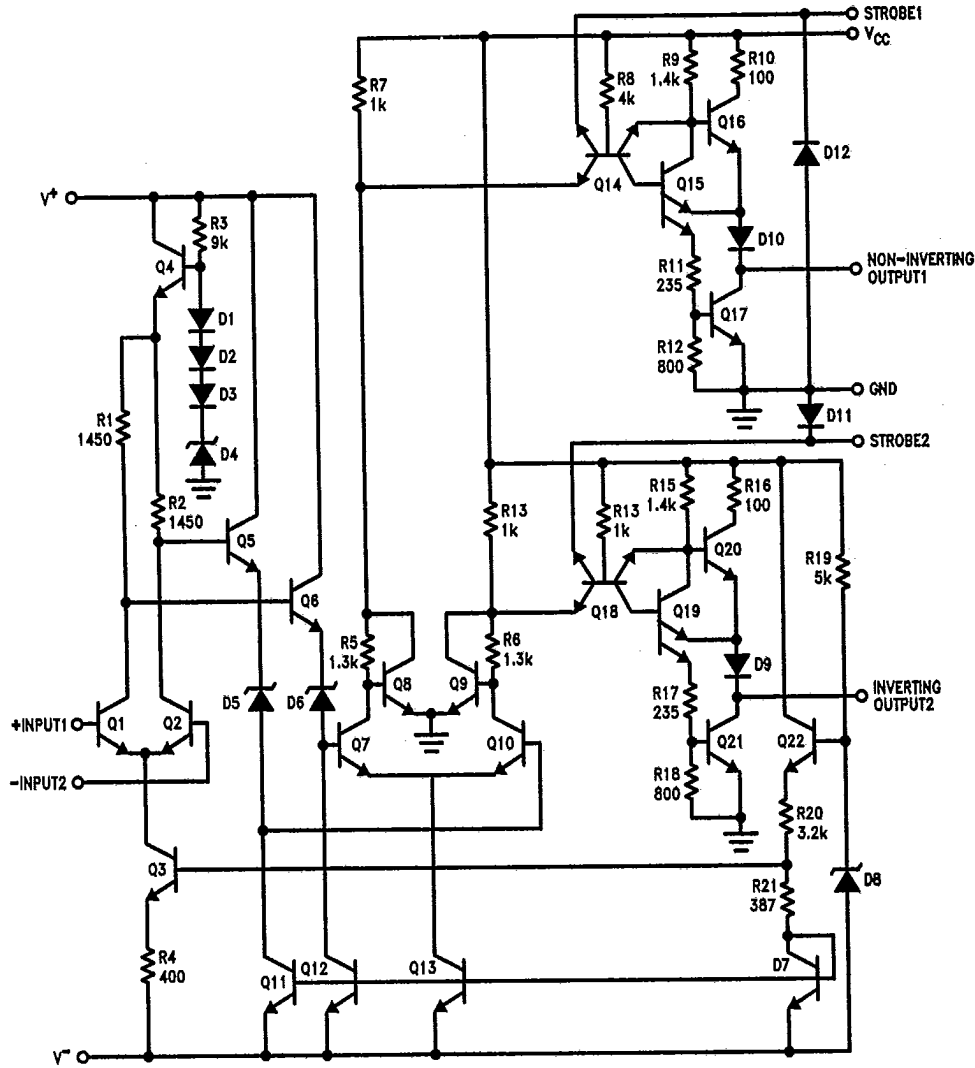 STROBE1
VCC
R7
1k
R8
4k
R9
1.4k
R10
100
Q16
D12
Q14
Q15
V+
R3
9k
Q4
D10
R11
235
NON-INVERTING
OUTPUT1
Q17
D1
R12
800
D2
D3
GND
R1
1450
D11
D4
STROBE2
R2
1450
R13
1k
R13
1k
R15
1.4k
R16
100
Q5
Q20
R19
5k
Q6
Q18
Q19
R5
1.3k
R6
1.3k
D9
Q8
Q9
D5
D6
R17
235
INVERTING
OUTPUT2
+INPUT1
Q1
Q2
Q7
Q10
Q21
Q22
-INPUT2
R18
800
R20
3.2k
Q3
D8
R21
387
R4
400
Q11
Q12
Q13
D7
V-